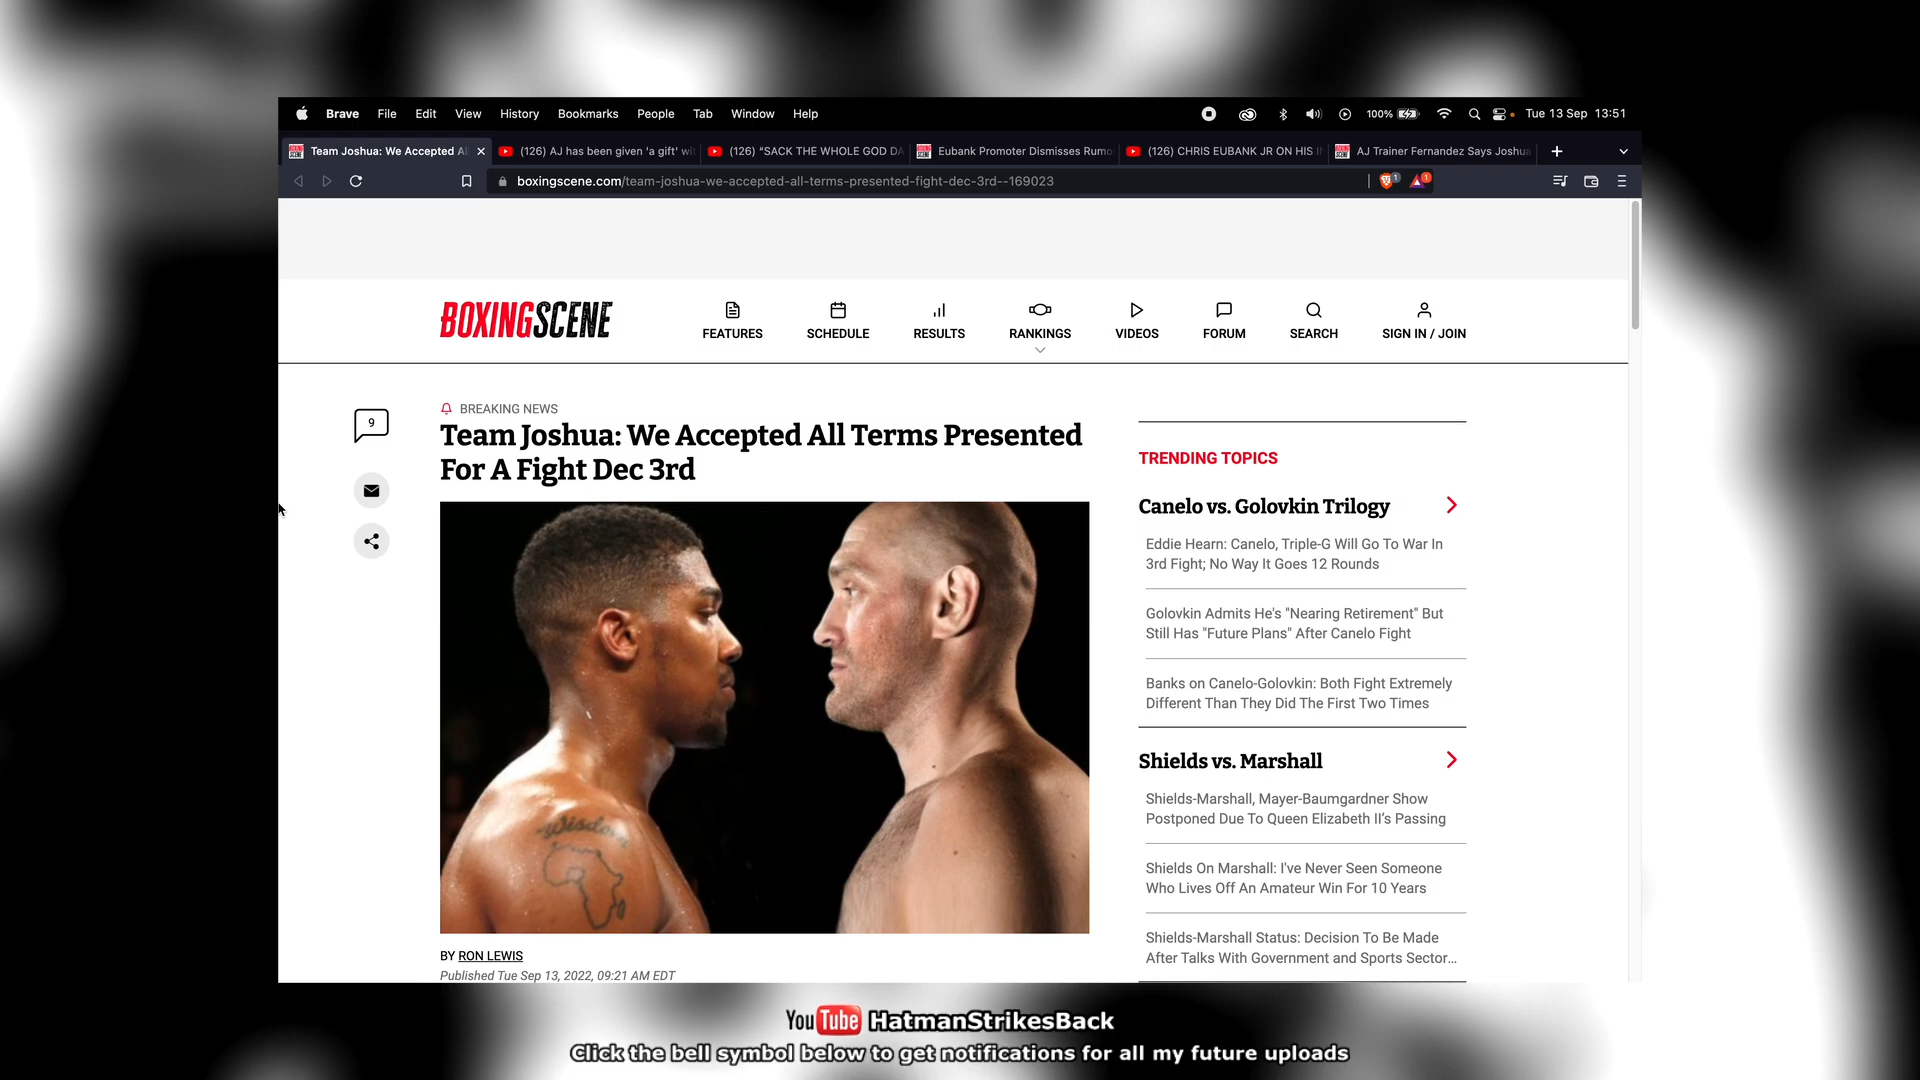 Brave File Edit View History Bookmarks People Tab Window Help 100% Tue 13 Sep 13:51
Team Joshua: We Accepted Al (126) AJ has been given 'a gift' wi (126) "SACK THE WHOLE GOD DA Eubank Promoter Dismisses Rumo (126) CHRIS EUBANK JR ON HIS I AJ Trainer Fernandez Says Joshua
boxingscene.com/team-joshua-we-accepted-all-terms-presented-fight-dec-3rd--169023 1 1
BOXINGSCENE
FEATURES SCHEDULE RESULTS RANKINGS VIDEOS FORUM SEARCH SIGN IN / JOIN
9
BREAKING NEWS
Team Joshua: We Accepted All Terms Presented
For A Fight Dec 3rd
Wisdom
BY RON LEWIS
Published Tue Sep 13, 2022, 09:21 AM EDT
TRENDING TOPICS
Canelo vs. Golovkin Trilogy
Eddie Hearn: Canelo, Triple-G Will Go To War In
3rd Fight; No Way It Goes 12 Rounds
Golovkin Admits He's "Nearing Retirement" But
Still Has "Future Plans" After Canelo Fight
Banks on Canelo-Golovkin: Both Fight Extremely
Different Than They Did The First Two Times
Shields vs. Marshall
Shields-Marshall, Mayer-Baumgardner Show
Postponed Due To Queen Elizabeth II's Passing
Shields On Marshall: I've Never Seen Someone
Who Lives Off An Amateur Win For 10 Years
Shields-Marshall Status: Decision To Be Made
After Talks With Government and Sports Sector...
YouTube HatmanStrikesBack
Click the bell symbol below to get notifications for all my future uploads